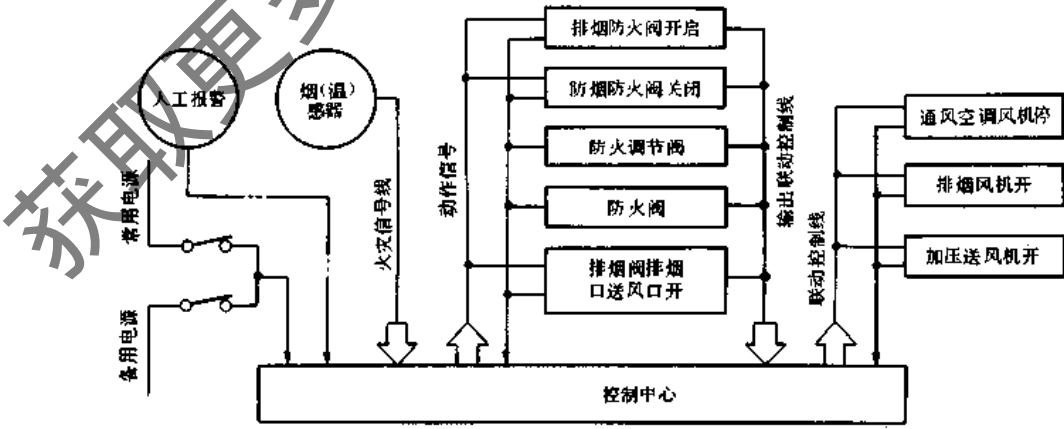 获取更多
排烟防火阀开启
防烟防火阀关闭
防火调节阀
防火阀
排烟阀排烟
口送风口开
人工报警
烟(温)
感器
常用电源
备用电源
火灾信号线
动作信号
输出联动控制线
联动控制线
通风空调风机停
排烟风机开
加压送风机开
控制中心